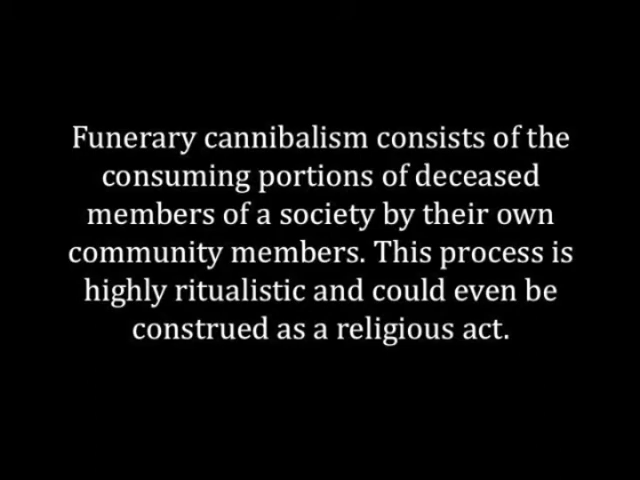 Funerary cannibalism consists of the
consuming portions of deceased
members of a society by their own
community members. This process is
highly ritualistic and could even be
construed as a religious act.